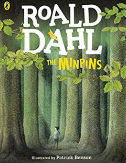 ROALD
DAHL
THE MINPINS
Illustrated by Patrick Benson